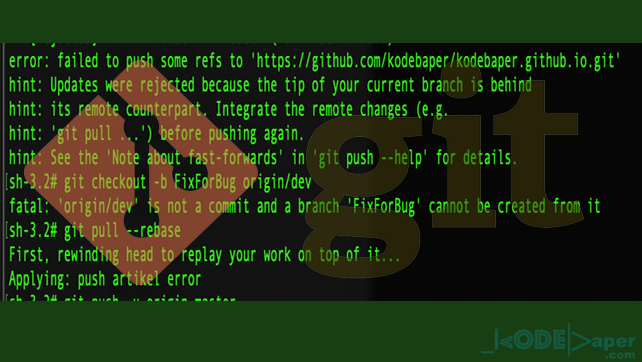 error: failed to push some refs to 'https://github.com/kodebaper/kodebaper.github.io.git'
hint: Updates were rejected because the tip of your current branch is behind
hint: its remote counterpart. Integrate the remote changes (e.g.
hint: 'git pull ...') before pushing again.
hint: See the 'Note about fast-forwards' in 'git push --help' for details.
[sh-3.2# git checkout -b FixForBug origin/dev
fatal: 'origin/dev' is not a commit and a branch 'FixForBug' cannot be created from it
[sh-3.2# git pull --rebase
First, rewinding head to replay your work on top of it...
Applying: push artikel error
[sh-3.2# git push -u origin master
git
_|<ODE|>aper
.com